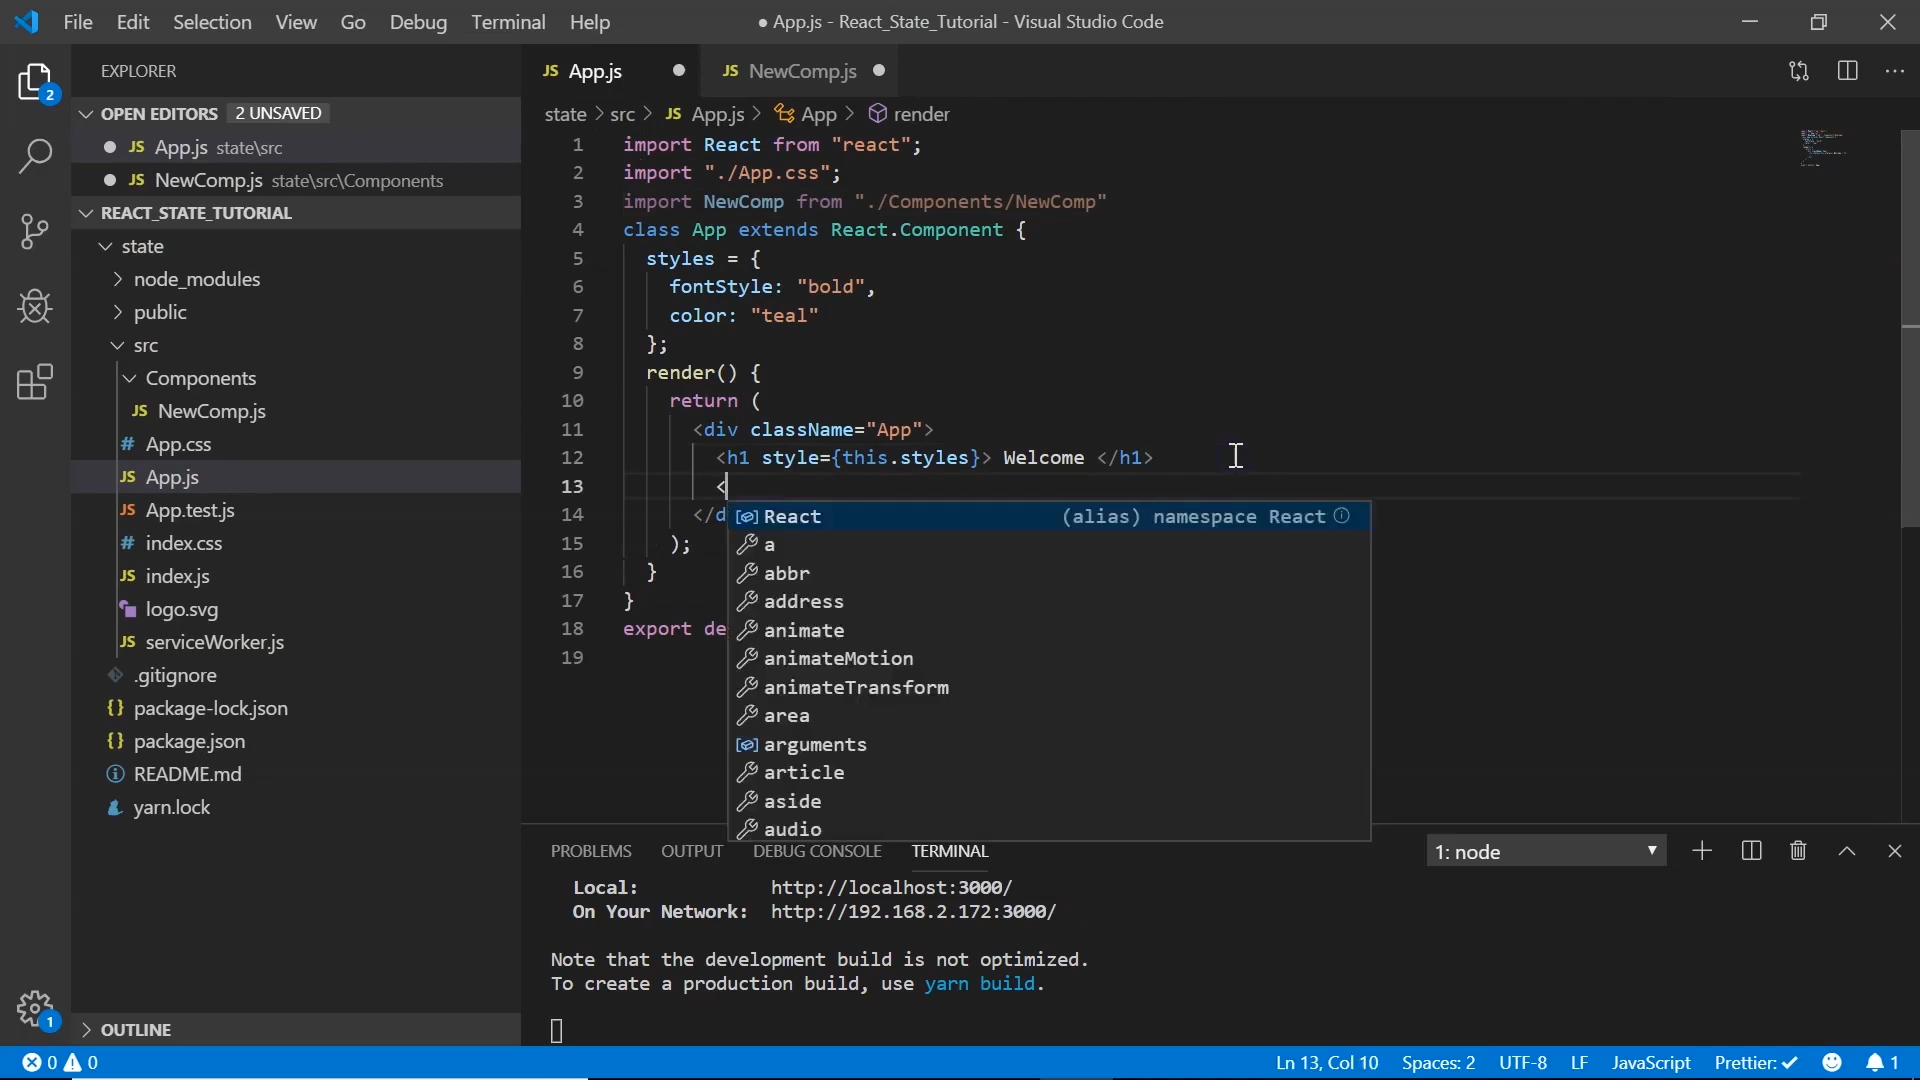 File Edit Selection View Go Debug Terminal Help
● App.js - React_State_Tutorial - Visual Studio Code
EXPLORER
OPEN EDITORS 2 UNSAVED
JS App.js state\src
JS NewComp.js state\src\Components
REACT_STATE_TUTORIAL
state
node_modules
public
src
Components
JS NewComp.js
# App.css
JS App.js
JS App.test.js
# index.css
JS index.js
logo.svg
JS serviceWorker.js
.gitignore
{} package-lock.json
{} package.json
README.md
yarn.lock
OUTLINE
2
1
JS App.js
JS NewComp.js
state > src > JS App.js > App > render
1 import React from "react";
2 import "./App.css";
3 import NewComp from "./Components/NewComp"
4 class App extends React.Component {
5 styles = {
6 fontStyle: "bold",
7 color: "teal"
8 };
9 render() {
10 return (
11 <div className="App">
12 <h1 style={this.styles}> Welcome </h1>
13 <
14 </d
15 );
16 }
17 }
18 export de
19
React (alias) namespace React
a
abbr
address
animate
animateMotion
animateTransform
area
arguments
article
aside
audio
PROBLEMS OUTPUT DEBUG CONSOLE TERMINAL
1: node
Local: http://localhost:3000/
On Your Network: http://192.168.2.172:3000/
Note that the development build is not optimized.
To create a production build, use yarn build.
0 0
Ln 13, Col 10 Spaces: 2 UTF-8 LF JavaScript Prettier: ✓ 1